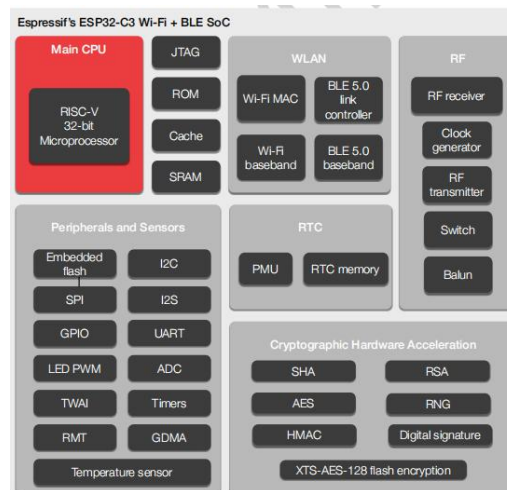 Espressif's ESP32-C3 Wi-Fi + BLE SoC
Main CPU
RISC-V
32-bit
Microprocessor
JTAG
ROM
Cache
SRAM
WLAN
Wi-Fi MAC
BLE 5.0
link
controller
Wi-Fi
baseband
BLE 5.0
baseband
RF
RF receiver
Clock
generator
RF
transmitter
Switch
Balun
Peripherals and Sensors
Embedded
flash
I2C
SPI
I2S
GPIO
UART
LED PWM
ADC
TWAI
Timers
RMT
GDMA
Temperature sensor
RTC
PMU
RTC memory
Cryptographic Hardware Acceleration
SHA
RSA
AES
RNG
HMAC
Digital signature
XTS-AES-128 flash encryption